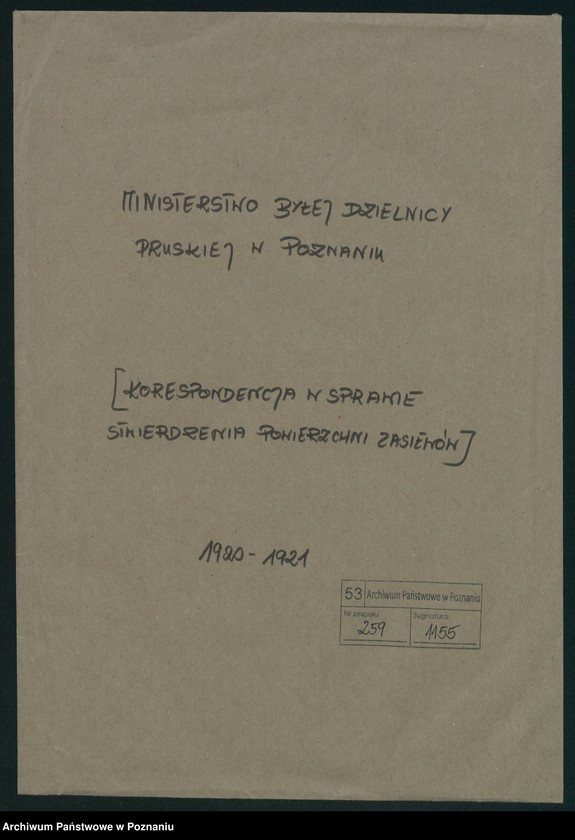 MINISTERSTWO BYŁEJ DZIELNICY
PRUSKIEJ W POZNANIU
[KORESPONDENCJA W SPRAWIE
STWIERDZENIA POWIERZCHNI ZASIEWÓW]
1920-1921
53 Archiwum Państwowe w Poznaniu
Nr zespołu Sygnatura:
259 1155
Archiwum Państwowe w Poznaniu